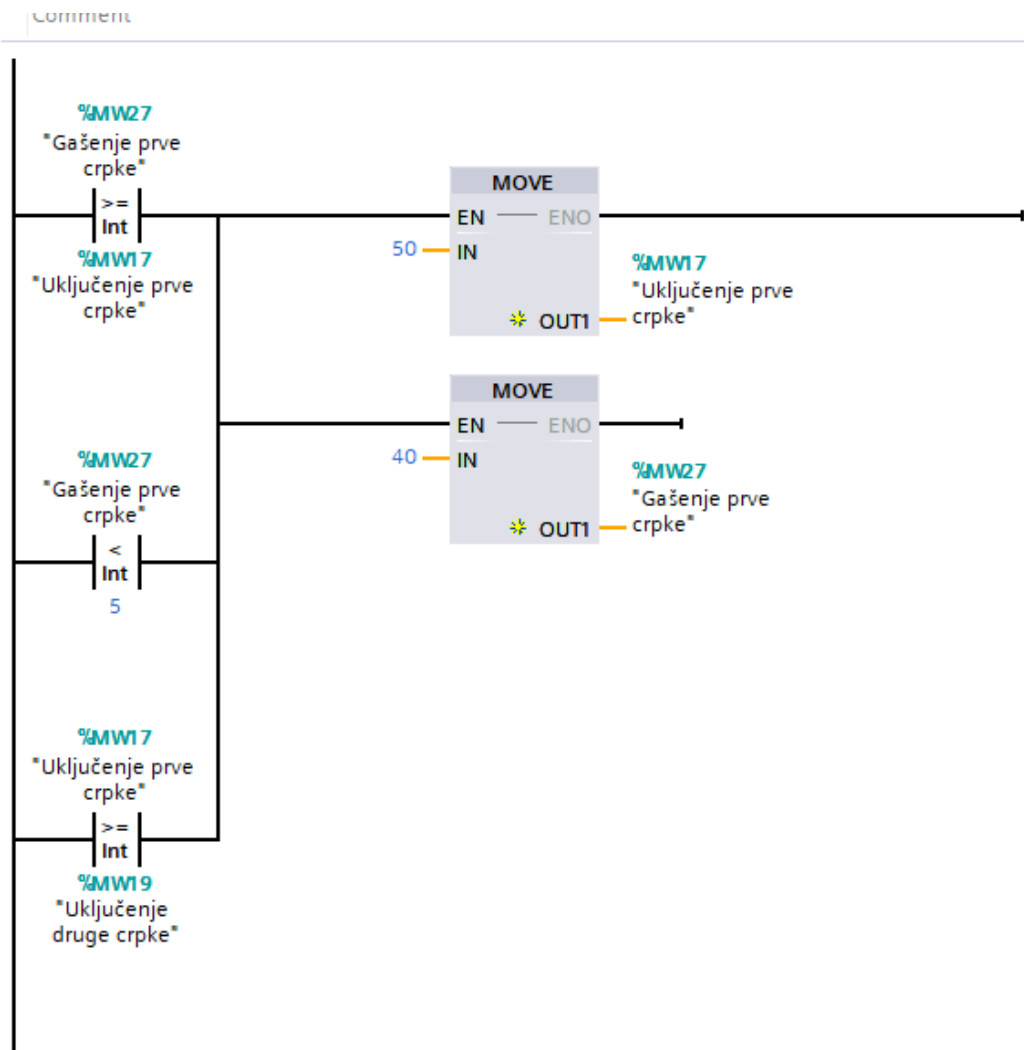 Comment
%MW27
"Gašenje prve
crpke"
>=
Int
%MW17
"Uključenje prve
crpke"
MOVE
EN ENO
50 IN
OUT1
%MW17
"Uključenje prve
crpke"
MOVE
EN ENO
40 IN
OUT1
%MW27
"Gašenje prve
crpke"
%MW27
"Gašenje prve
crpke"
<
Int
5
%MW17
"Uključenje prve
crpke"
>=
Int
%MW19
"Uključenje
druge crpke"